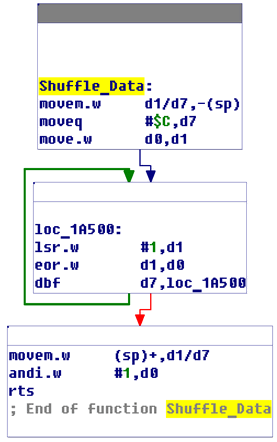 Shuffle_Data:
movem.w d1/d7,-(sp)
moveq #$C,d7
move.w d0,d1
loc_1A500:
lsr.w #1,d1
eor.w d1,d0
dbf d7,loc_1A500
movem.w (sp)+,d1/d7
andi.w #1,d0
rts
; End of function Shuffle_Data